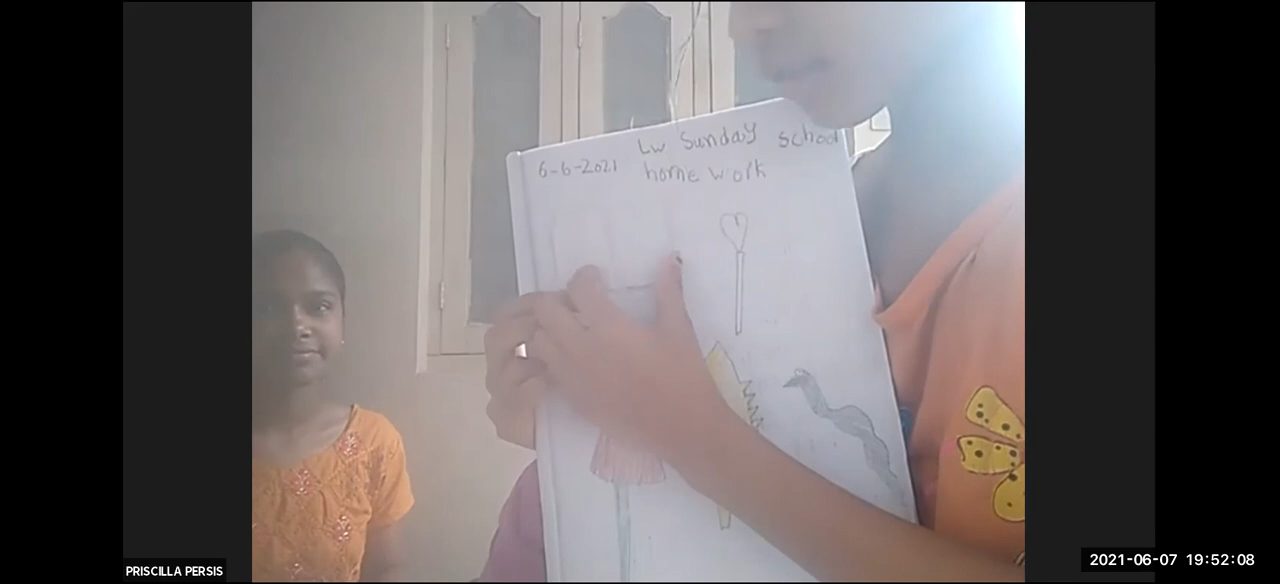 Lw Sunday school
6-6-2021 home work
PRISCILLA PERSIS
2021-06-07 19:52:08